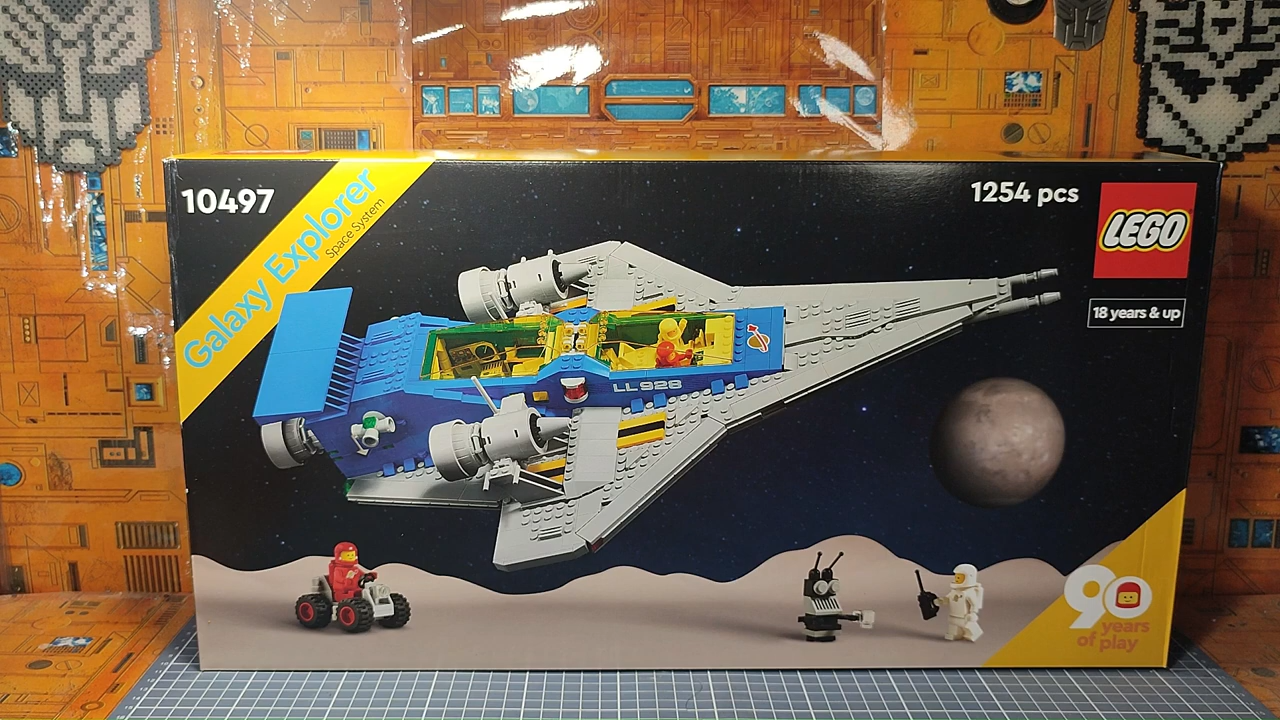 10497
Galaxy Explorer
Space System
1254 pcs
LEGO
18 years & up
LL 928
90
years
of play